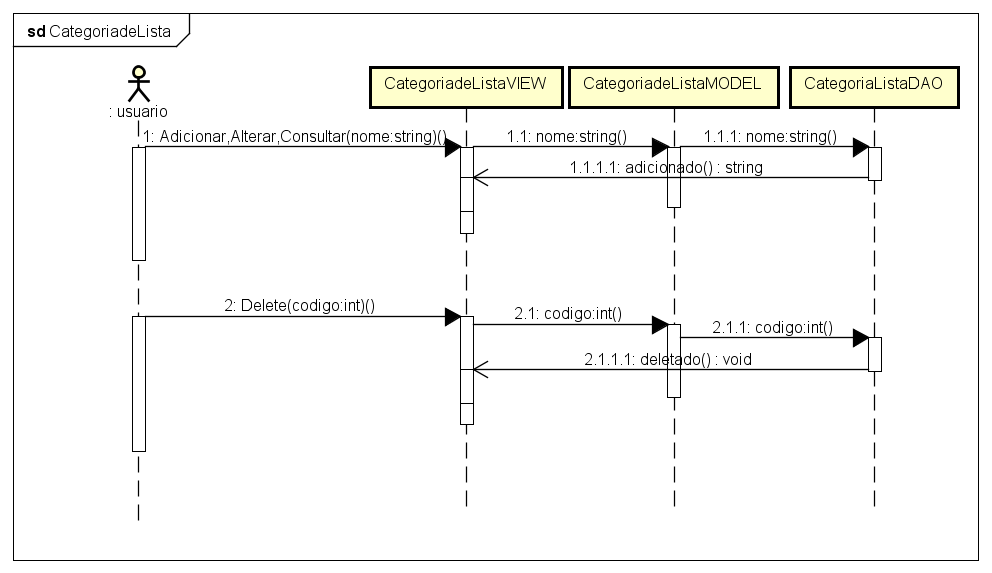 sd CategoriadeLista
CategoriadeListaVIEW
CategoriadeListaMODEL
CategoriaListaDAO
: usuario
1: Adicionar,Alterar,Consultar(nome:string)()
1.1: nome:string()
1.1.1: nome:string()
1.1.1.1: adicionado() : string
2: Delete(codigo:int)()
2.1: codigo:int()
2.1.1: codigo:int()
2.1.1.1: deletado() : void